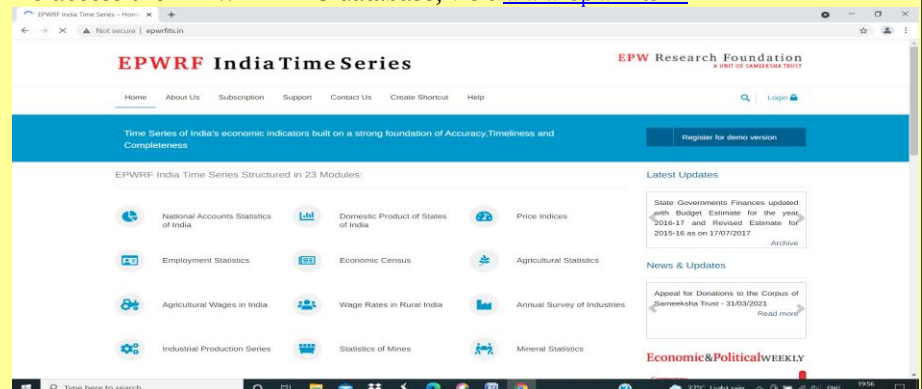 EPWRF India Time Series – Hom
Not secure | epwrfits.in
EPWRF India Time Series
EPW Research Foundation
A UNIT OF SAMEEKSHA TRUST
Home About Us Subscription Support Contact Us Create Shortcut Help
Login
Time Series of India's economic indicators built on a strong foundation of Accuracy,Timeliness and
Completeness
Register for demo version
EPWRF India Time Series Structured in 23 Modules:
National Accounts Statistics
of India
Domestic Product of States
of India
Price Indices
Employment Statistics
Economic Census
Agricultural Statistics
Agricultural Wages in India
Wage Rates in Rural India
Annual Survey of Industries
Industrial Production Series
Statistics of Mines
Mineral Statistics
Latest Updates
State Governments Finances updated
with Budget Estimate for the year
2016-17 and Revised Estimate for
2015-16 as on 17/07/2017
Archive
News & Updates
Appeal for Donations to the Corpus of
Sameeksha Trust - 31/03/2021
Read more
Economic&PoliticalWEEKLY
Type here to search
27°C Light rain
ENG
19:56